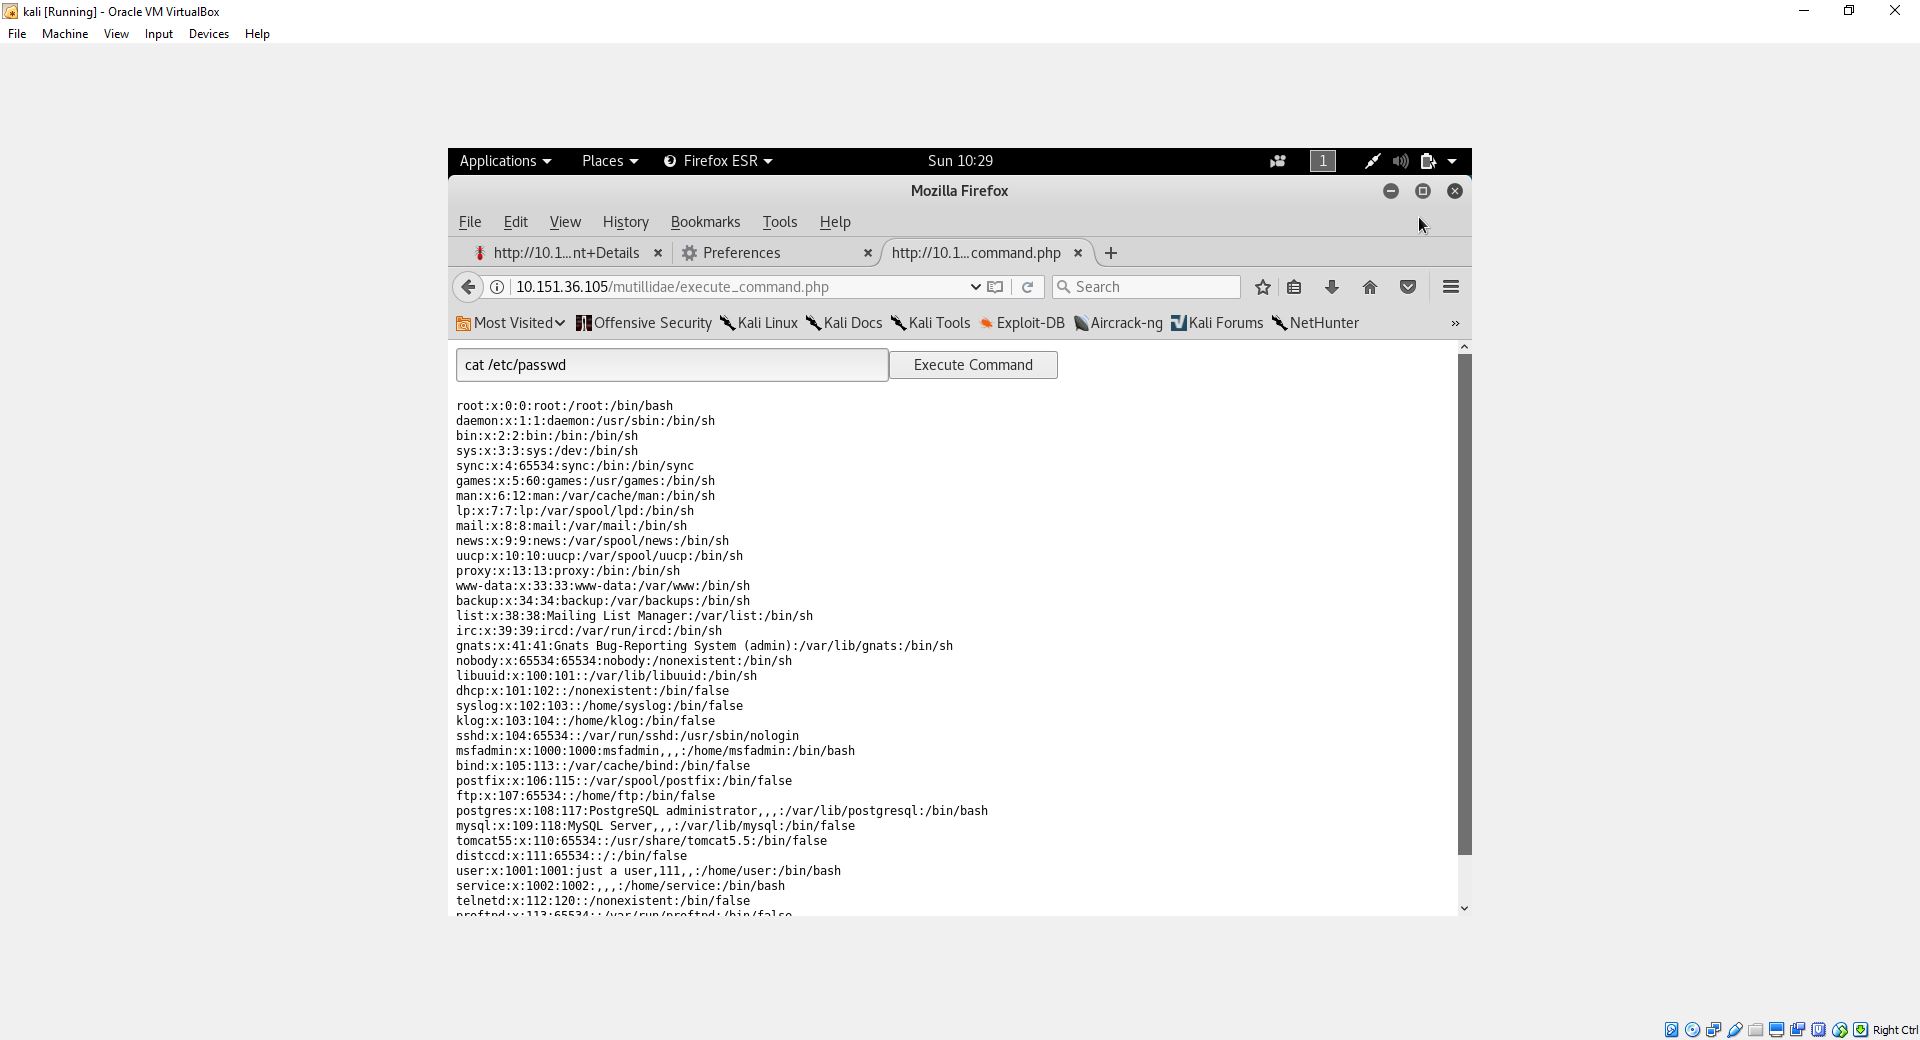 kali [Running] - Oracle VM VirtualBox
File Machine View Input Devices Help
Applications Places Firefox ESR Sun 10:29 1
Mozilla Firefox
File Edit View History Bookmarks Tools Help
http://10.1...nt+Details Preferences http://10.1...command.php
10.151.36.105/mutillidae/execute_command.php Search
Most Visited Offensive Security Kali Linux Kali Docs Kali Tools Exploit-DB Aircrack-ng Kali Forums NetHunter »
cat /etc/passwd Execute Command
root:x:0:0:root:/root:/bin/bash
daemon:x:1:1:daemon:/usr/sbin:/bin/sh
bin:x:2:2:bin:/bin:/bin/sh
sys:x:3:3:sys:/dev:/bin/sh
sync:x:4:65534:sync:/bin:/bin/sync
games:x:5:60:games:/usr/games:/bin/sh
man:x:6:12:man:/var/cache/man:/bin/sh
lp:x:7:7:lp:/var/spool/lpd:/bin/sh
mail:x:8:8:mail:/var/mail:/bin/sh
news:x:9:9:news:/var/spool/news:/bin/sh
uucp:x:10:10:uucp:/var/spool/uucp:/bin/sh
proxy:x:13:13:proxy:/bin:/bin/sh
www-data:x:33:33:www-data:/var/www:/bin/sh
backup:x:34:34:backup:/var/backups:/bin/sh
list:x:38:38:Mailing List Manager:/var/list:/bin/sh
irc:x:39:39:ircd:/var/run/ircd:/bin/sh
gnats:x:41:41:Gnats Bug-Reporting System (admin):/var/lib/gnats:/bin/sh
nobody:x:65534:65534:nobody:/nonexistent:/bin/sh
libuuid:x:100:101::/var/lib/libuuid:/bin/sh
dhcp:x:101:102::/nonexistent:/bin/false
syslog:x:102:103::/home/syslog:/bin/false
klog:x:103:104::/home/klog:/bin/false
sshd:x:104:65534::/var/run/sshd:/usr/sbin/nologin
msfadmin:x:1000:1000:msfadmin,,,:/home/msfadmin:/bin/bash
bind:x:105:113::/var/cache/bind:/bin/false
postfix:x:106:115::/var/spool/postfix:/bin/false
ftp:x:107:65534::/home/ftp:/bin/false
postgres:x:108:117:PostgreSQL administrator,,,:/var/lib/postgresql:/bin/bash
mysql:x:109:118:MySQL Server,,,:/var/lib/mysql:/bin/false
tomcat55:x:110:65534::/usr/share/tomcat5.5:/bin/false
distccd:x:111:65534::/:/bin/false
user:x:1001:1001:just a user,111,,:/home/user:/bin/bash
service:x:1002:1002:,,,:/home/service:/bin/bash
telnetd:x:112:120::/nonexistent:/bin/false
proftpd:x:113:65534::/var/run/proftpd:/bin/false
Right Ctrl